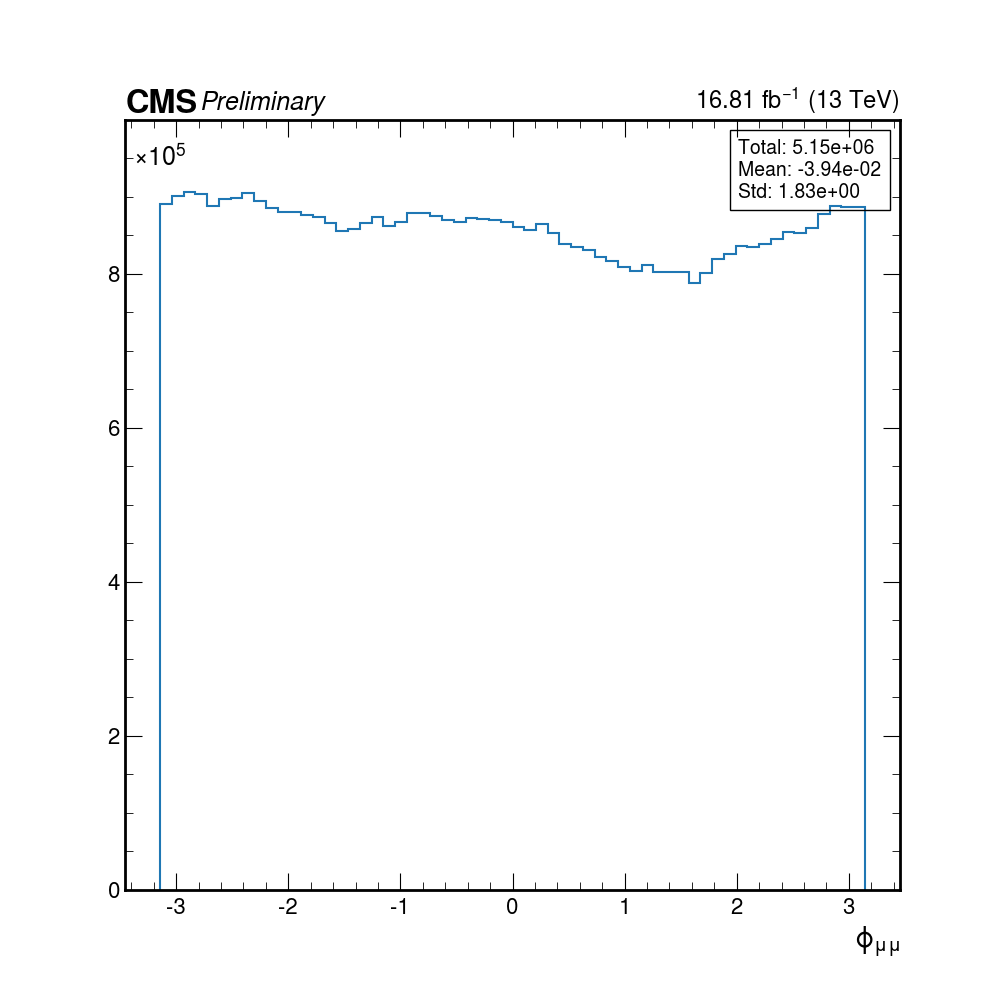 CMS Preliminary
16.81 fb⁻¹ (13 TeV)
×10⁵
Total: 5.15e+06
Mean: -3.94e-02
Std: 1.83e+00
8
6
4
2
0
-3 -2 -1 0 1 2 3
ϕμμ